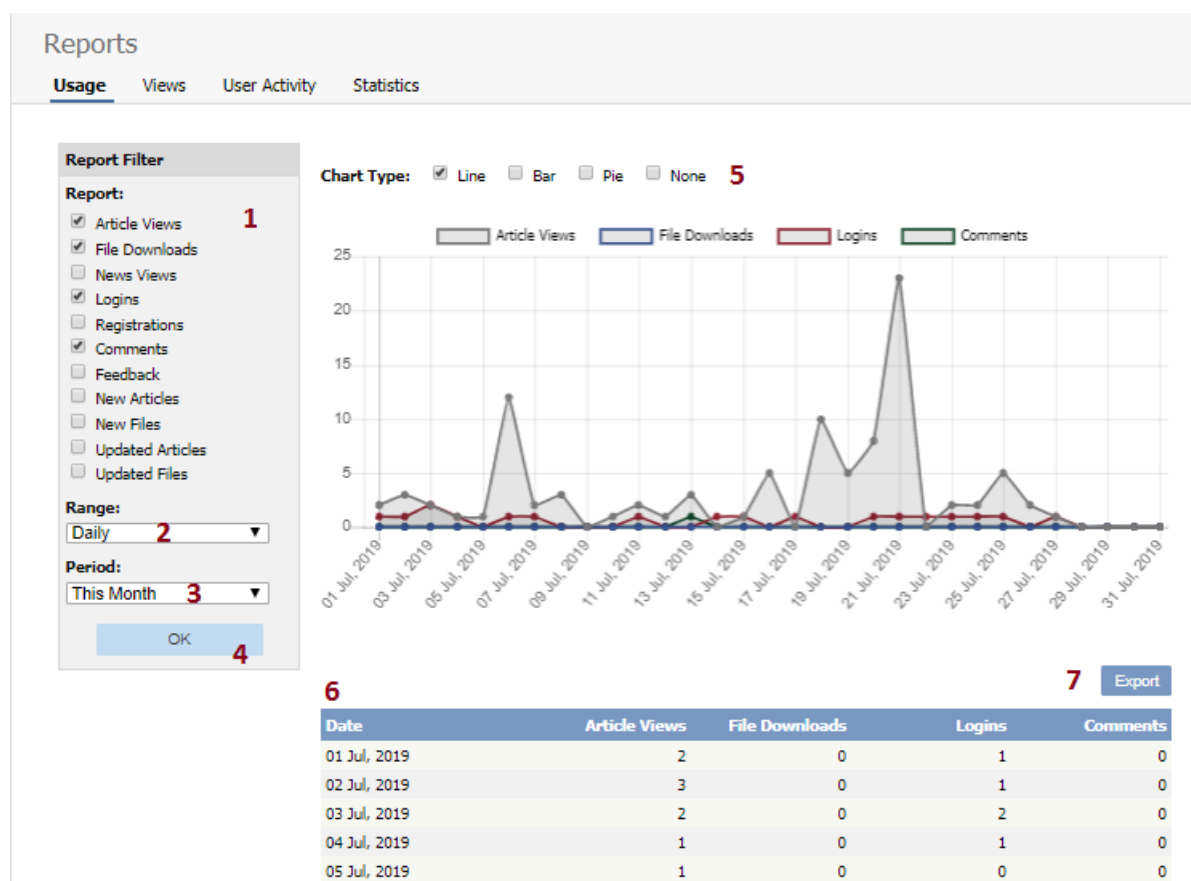 Reports
Usage Views User Activity Statistics
Report Filter
Report:
1
Article Views
File Downloads
News Views
Logins
Registrations
Comments
Feedback
New Articles
New Files
Updated Articles
Updated Files
Range:
Daily 2
Period:
This Month 3
OK
4
Chart Type: Line Bar Pie None 5
Article Views File Downloads Logins Comments
25
20
15
10
5
0
01 Jul, 2019 03 Jul, 2019 05 Jul, 2019 07 Jul, 2019 09 Jul, 2019 11 Jul, 2019 13 Jul, 2019 15 Jul, 2019 17 Jul, 2019 19 Jul, 2019 21 Jul, 2019 23 Jul, 2019 25 Jul, 2019 27 Jul, 2019 29 Jul, 2019 31 Jul, 2019
6
7 Export
Date Article Views File Downloads Logins Comments
01 Jul, 2019 2 0 1 0
02 Jul, 2019 3 0 1 0
03 Jul, 2019 2 0 2 0
04 Jul, 2019 1 0 1 0
05 Jul, 2019 1 0 0 0